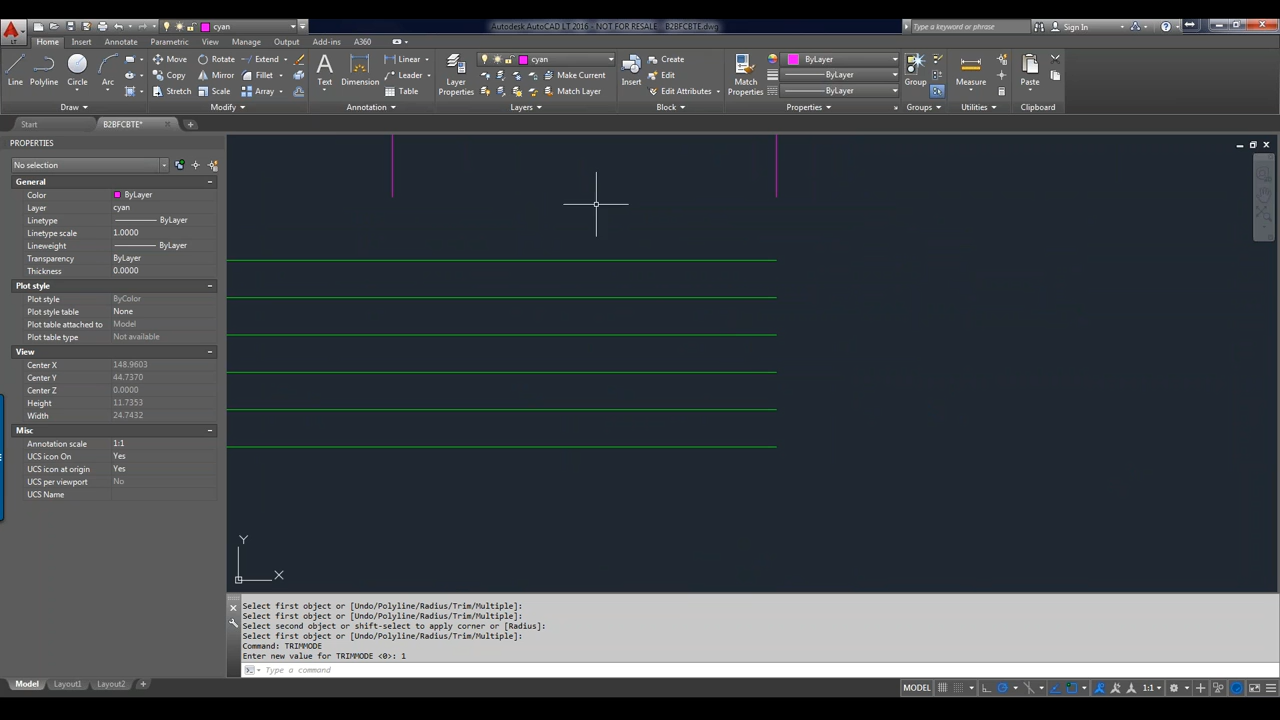 Autodesk AutoCAD LT 2016 - NOT FOR RESALE B2BFCBTE.dwg
cyan
Type a keyword or phrase
Sign In
LT
Home Insert Annotate Parametric View Manage Output Add-ins A360
Line Polyline Circle Arc
Move Rotate Extend
Copy Mirror Fillet
Stretch Scale Array
Text Dimension
Linear
Leader
Table
Layer Properties
cyan
Make Current
Match Layer
Insert
Create
Edit
Edit Attributes
Match Properties
ByLayer
ByLayer
ByLayer
Group
Measure
Paste
Draw Modify Annotation Layers Block Properties Groups Utilities Clipboard
Start B2BFCBTE*
PROPERTIES
No selection
General
Color ByLayer
Layer cyan
Linetype ByLayer
Linetype scale 1.0000
Lineweight ByLayer
Transparency ByLayer
Thickness 0.0000
Plot style
Plot style ByColor
Plot style table None
Plot table attached to Model
Plot table type Not available
View
Center X 148.9603
Center Y 44.7370
Center Z 0.0000
Height 11.7353
Width 24.7432
Misc
Annotation scale 1:1
UCS icon On Yes
UCS icon at origin Yes
UCS per viewport No
UCS Name
Y
X
Select first object or [Undo/Polyline/Radius/Trim/Multiple]:
Select first object or [Undo/Polyline/Radius/Trim/Multiple]:
Select second object or shift-select to apply corner or [Radius]:
Select first object or [Undo/Polyline/Radius/Trim/Multiple]:
Command: TRIMMODE
Enter new value for TRIMMODE <0>: 1
Type a command
Model Layout1 Layout2
MODEL 1:1